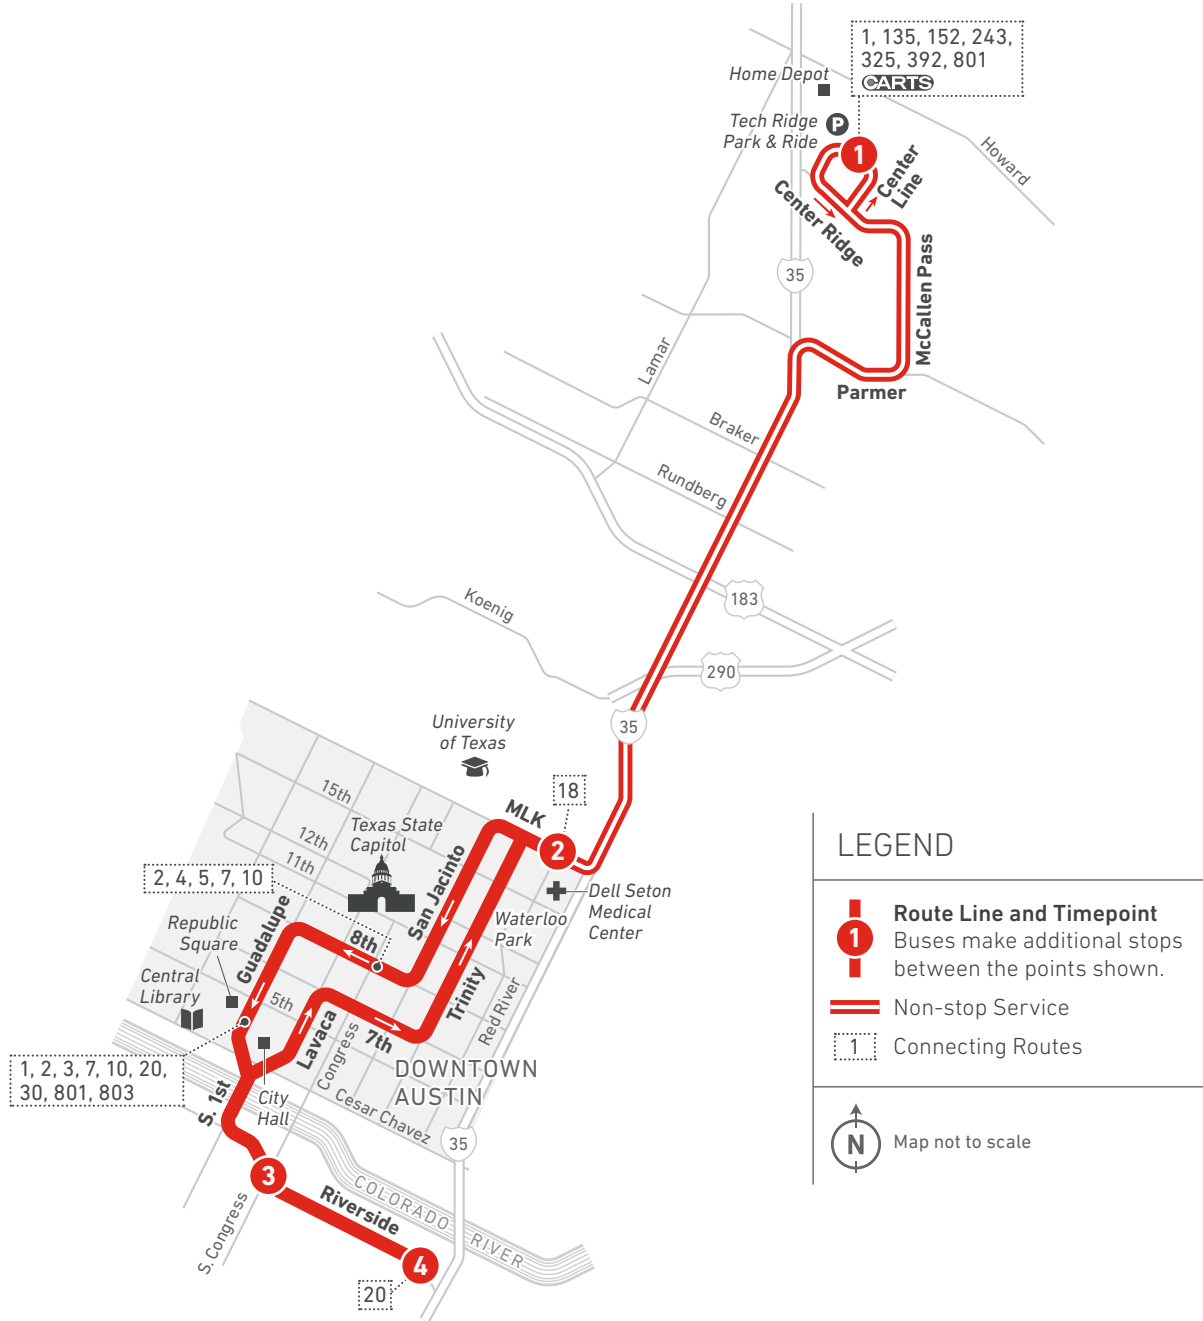 1, 135, 152, 243,
325, 392, 801
CARTS
Home Depot
Tech Ridge
Park & Ride
P
1
Howard
Center
Line
Center Ridge
35
McCallen Pass
Lamar
Parmer
Braker
Rundberg
183
Koenig
290
35
University
of Texas
18
15th
MLK
12th
Texas State
Capitol
2
11th
San Jacinto
2, 4, 5, 7, 10
Dell Seton
Medical
Center
Guadalupe
Republic
Square
8th
Waterloo
Park
Central
Library
5th
Trinity
Red River
Lavaca
Congress
7th
1, 2, 3, 7, 10, 20,
30, 801, 803
DOWNTOWN
AUSTIN
S. 1st
City
Hall
Cesar Chavez
35
3
Riverside
COLORADO RIVER
S. Congress
4
20
LEGEND
Route Line and Timepoint
1
Buses make additional stops
between the points shown.
Non-stop Service
1
Connecting Routes
N
Map not to scale